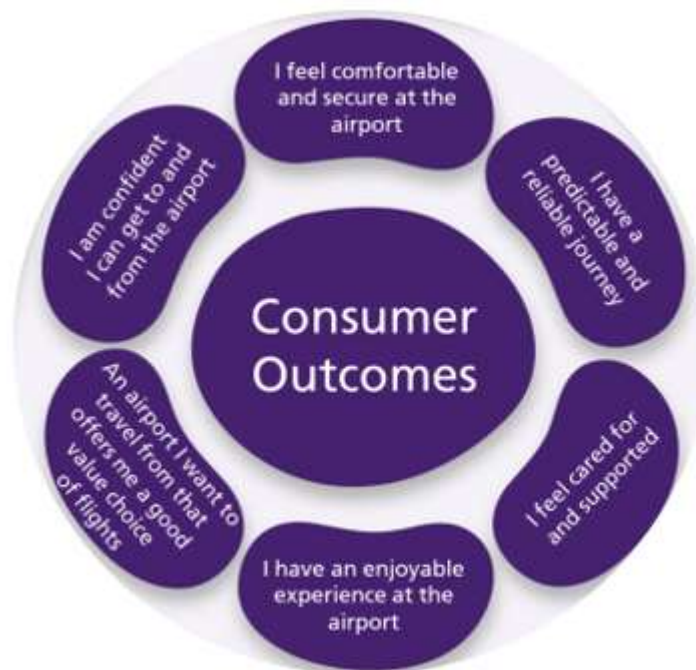 I feel comfortable
and secure at the
airport
I have a
predictable and
reliable journey
I feel cared for
and supported
I have an enjoyable
experience at the
airport
An airport I want to
travel from that
offers me a good
value choice
of flights
I am confident
I can get to and
from the airport
Consumer
Outcomes